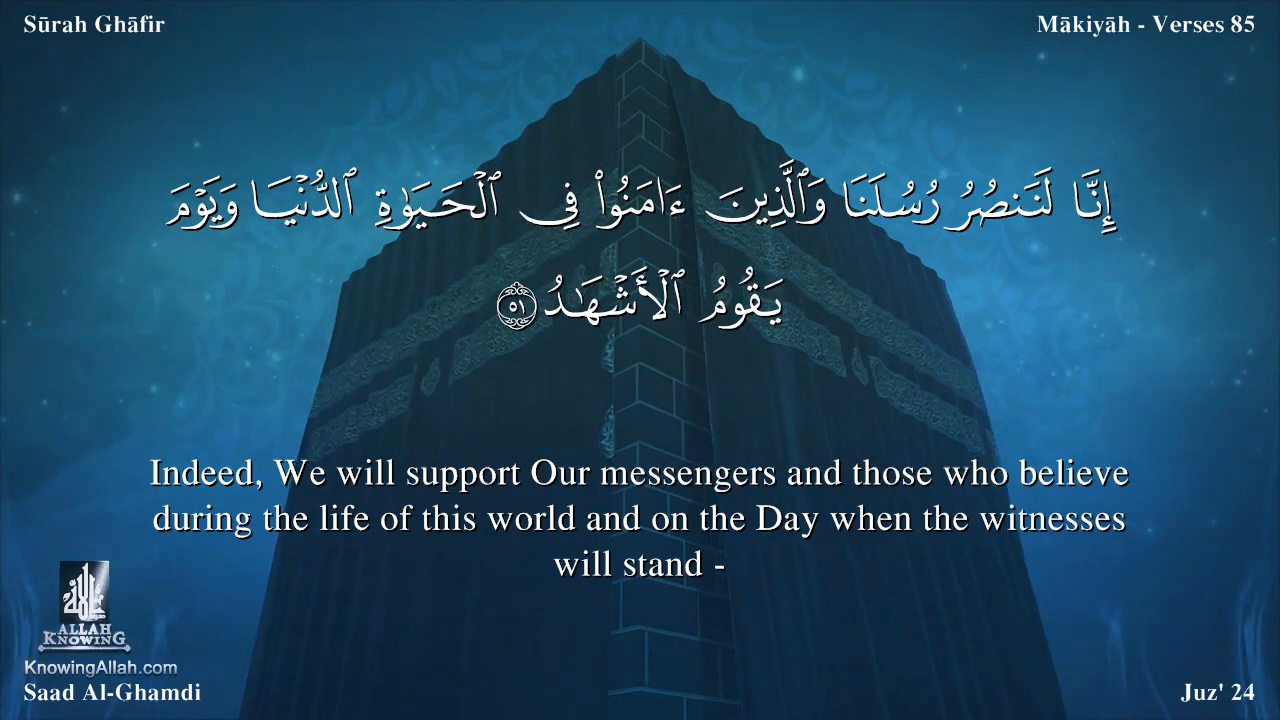 Sūrah Ghāfir
Mākiyāh - Verses 85
إِنَّا لَنَنصُرُ رُسُلَنَا وَٱلَّذِينَ ءَامَنُوا۟ فِى ٱلْحَيَوٰةِ ٱلدُّنْيَا وَيَوْمَ
يَقُومُ ٱلْأَشْهَـٰدُ ٥١
Indeed, We will support Our messengers and those who believe
during the life of this world and on the Day when the witnesses
will stand -
ALLAH
KNOWING
KnowingAllah.com
Saad Al-Ghamdi
Juz' 24